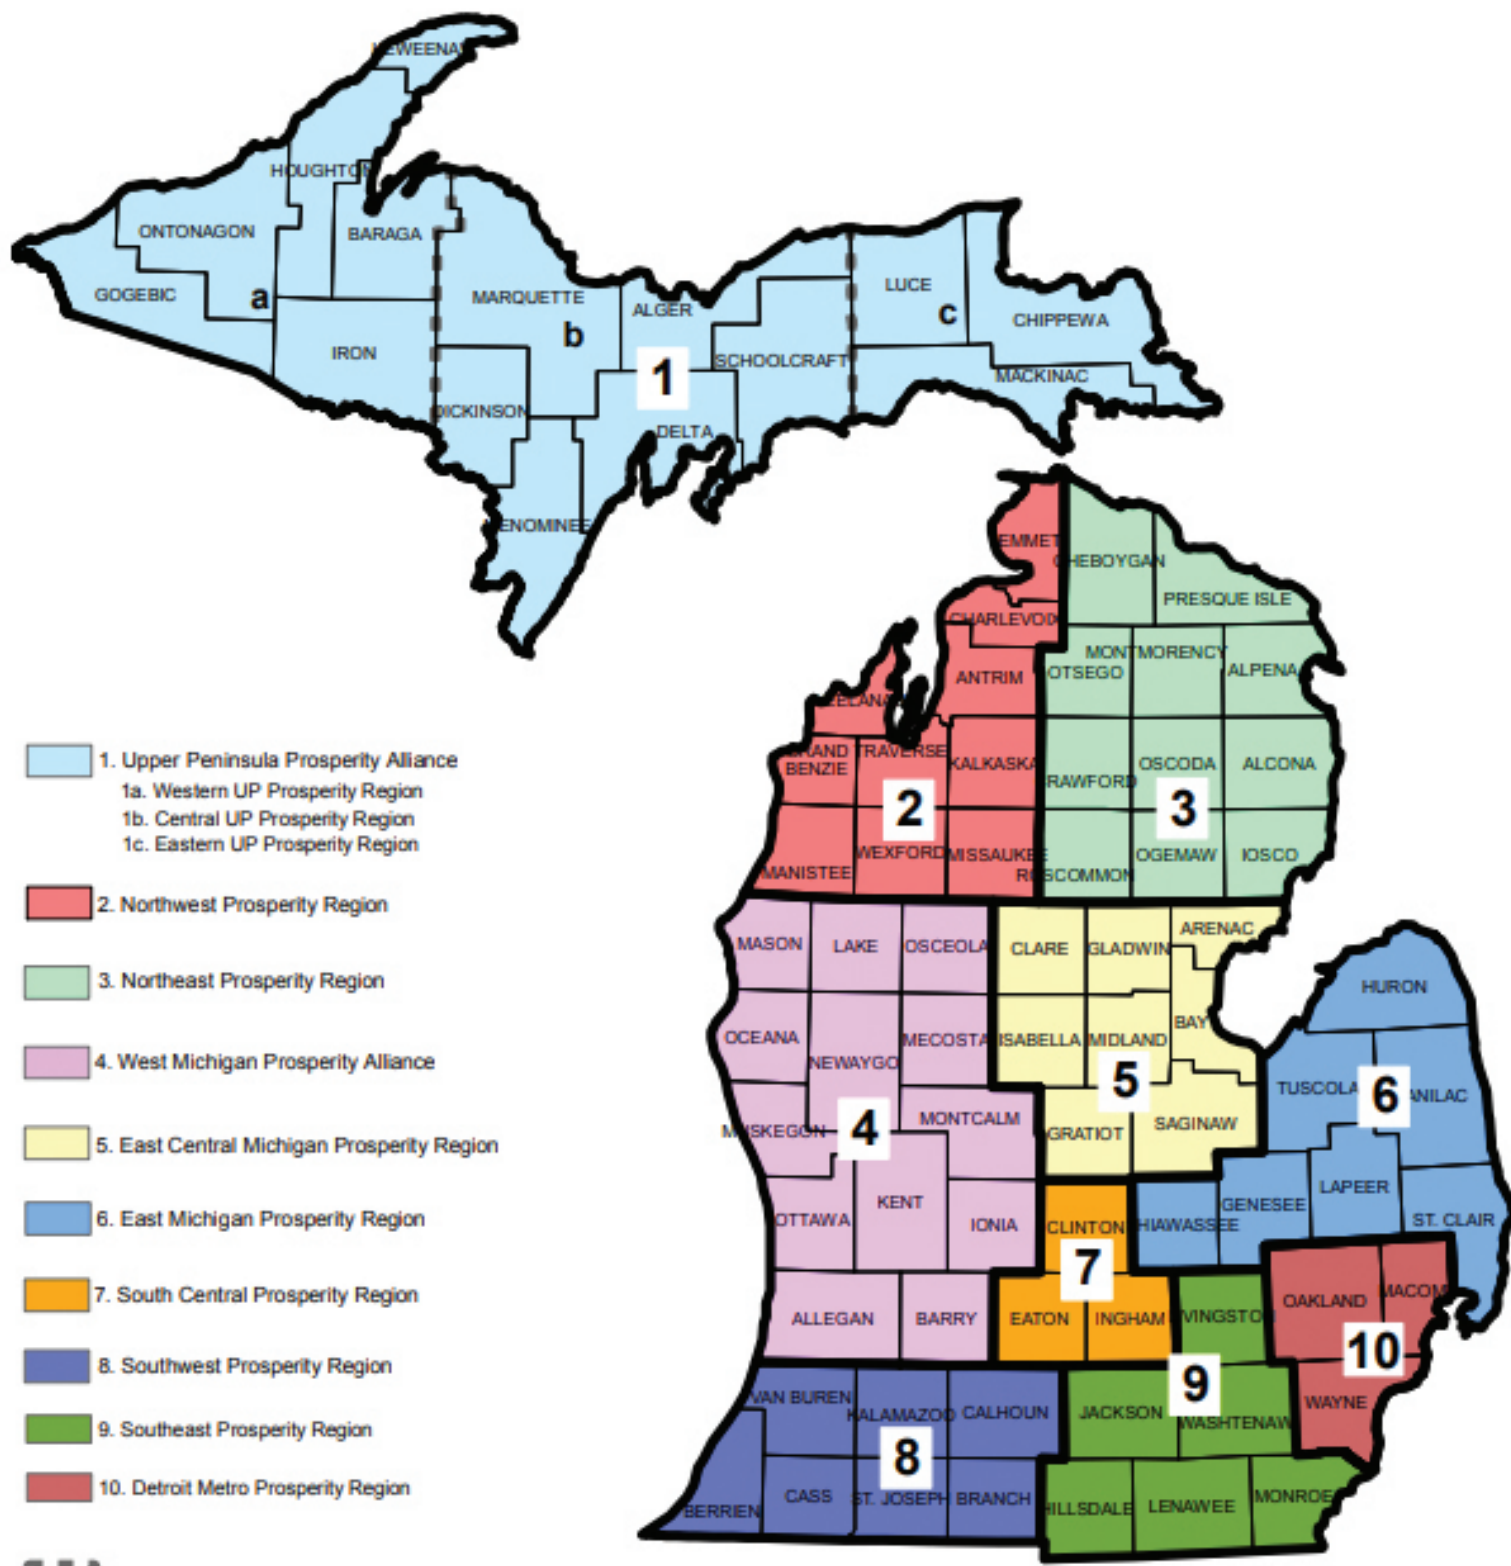 KEWEENAW
HOUGHTON
ONTONAGON
BARAGA
GOGEBIC
a
MARQUETTE
ALGER
LUCE
c
CHIPPEWA
b
IRON
SCHOOLCRAFT
1
MACKINAC
DICKINSON
DELTA
MENOMINEE
EMMET
CHEBOYGAN
PRESQUE ISLE
CHARLEVOIX
MONTMORENCY
ANTRIM
OTSEGO
ALPENA
LEELANAU
GRAND TRAVERSE
BENZIE
KALKASKA
CRAWFORD
OSCODA
ALCONA
2
3
WEXFORD
MISSAUKEE
OGEMAW
IOSCO
MANISTEE
ROSCOMMON
MASON
LAKE
OSCEOLA
CLARE
GLADWIN
ARENAC
HURON
OCEANA
MECOSTA
ISABELLA
MIDLAND
BAY
NEWAYGO
5
TUSCOLA
6
SANILAC
MUSKEGON
4
MONTCALM
GRATIOT
SAGINAW
OTTAWA
KENT
IONIA
CLINTON
SHIAWASSEE
GENESEE
LAPEER
ST. CLAIR
7
ALLEGAN
BARRY
EATON
INGHAM
LIVINGSTON
OAKLAND
MACOMB
10
9
VAN BUREN
KALAMAZOO
CALHOUN
JACKSON
WASHTENAW
WAYNE
8
BERRIEN
CASS
ST. JOSEPH
BRANCH
HILLSDALE
LENAWEE
MONROE
1. Upper Peninsula Prosperity Alliance
1a. Western UP Prosperity Region
1b. Central UP Prosperity Region
1c. Eastern UP Prosperity Region
2. Northwest Prosperity Region
3. Northeast Prosperity Region
4. West Michigan Prosperity Alliance
5. East Central Michigan Prosperity Region
6. East Michigan Prosperity Region
7. South Central Prosperity Region
8. Southwest Prosperity Region
9. Southeast Prosperity Region
10. Detroit Metro Prosperity Region